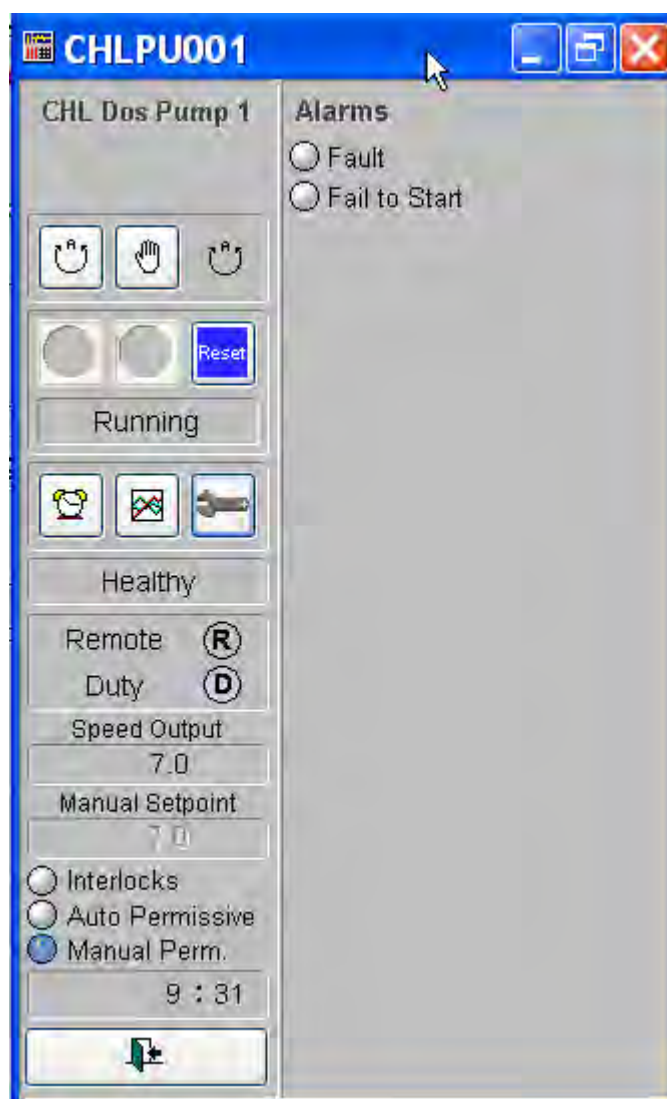 CHLPU001
CHL Dos Pump 1
Alarms
Fault
Fail to Start
A
A
Reset
Running
Healthy
Remote R
Duty D
Speed Output
7.0
Manual Setpoint
7.0
Interlocks
Auto Permissive
Manual Perm.
9 : 31